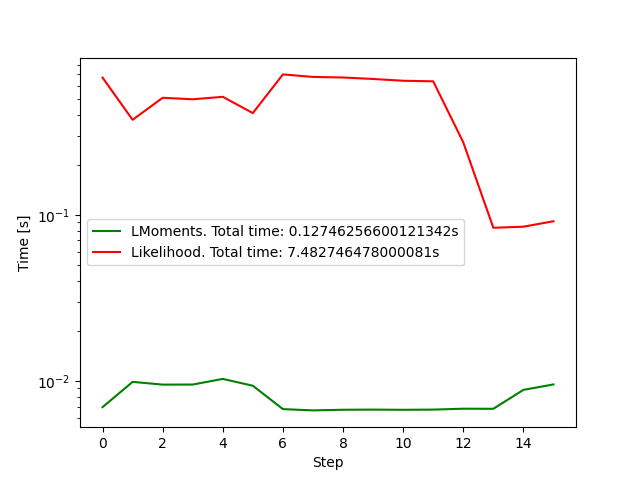 Time [s]
10⁻¹
10⁻²
LMoments. Total time: 0.12746256600121342s
Likelihood. Total time: 7.482746478000081s
0 2 4 6 8 10 12 14
Step